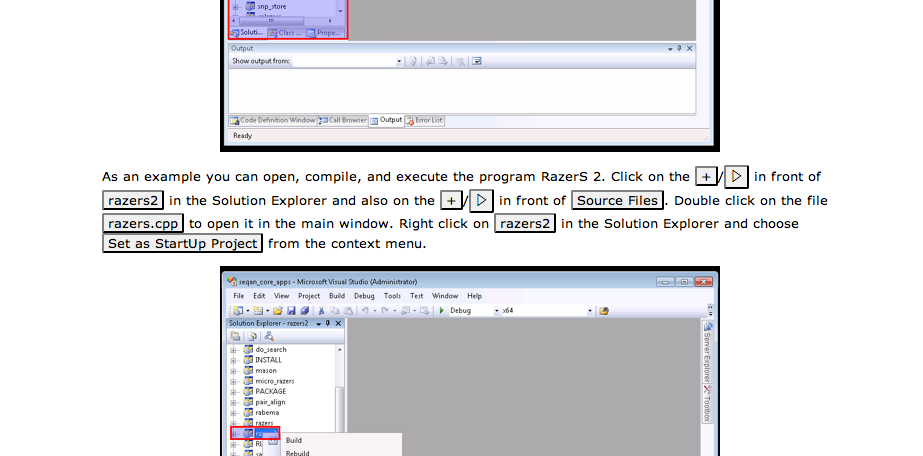 snp_store
Soluti... Class ... Prope...
Output
Show output from:
Code Definition Window Call Browser Output Error List
Ready
As an example you can open, compile, and execute the program RazerS 2. Click on the + / ▷ in front of
razers2 in the Solution Explorer and also on the + / ▷ in front of Source Files . Double click on the file
razers.cpp to open it in the main window. Right click on razers2 in the Solution Explorer and choose
Set as StartUp Project from the context menu.
seqan_core_apps - Microsoft Visual Studio (Administrator)
File Edit View Project Build Debug Tools Test Window Help
Debug x64
Solution Explorer - razers2
do_search
INSTALL
mason
micro_razers
PACKAGE
pair_align
rabema
razers
Build
Rebuild
Server Explorer
Toolbox